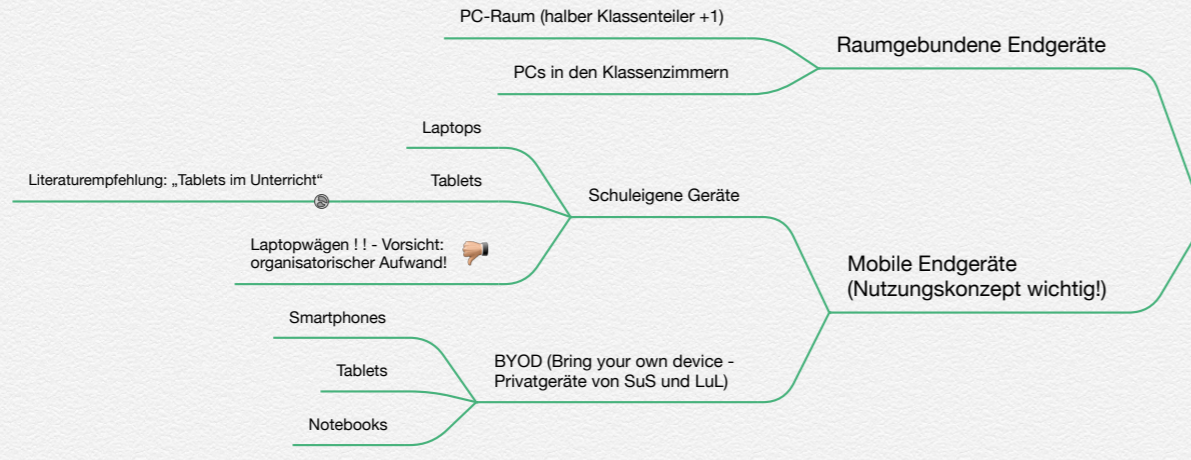 PC-Raum (halber Klassenteiler +1)
Raumgebundene Endgeräte
PCs in den Klassenzimmern
Laptops
Literaturempfehlung: „Tablets im Unterricht“
Tablets
Schuleigene Geräte
Laptopwägen ! ! - Vorsicht:
organisatorischer Aufwand!
Mobile Endgeräte
(Nutzungskonzept wichtig!)
Smartphones
BYOD (Bring your own device -
Privatgeräte von SuS und LuL)
Tablets
Notebooks